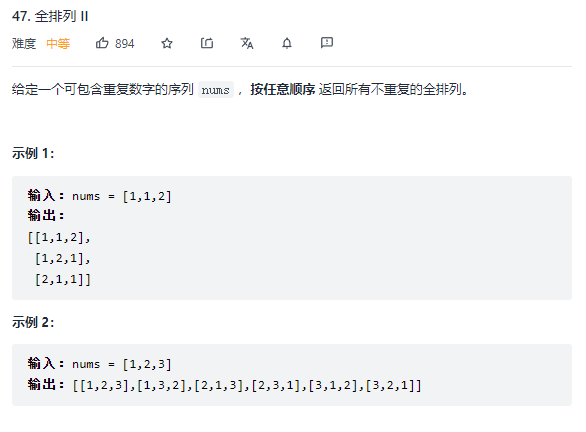 47. 全排列 II
难度 中等 894
给定一个可包含重复数字的序列 nums ，按任意顺序 返回所有不重复的全排列。
示例 1：
输入：nums = [1,1,2]
输出：
[[1,1,2],
[1,2,1],
[2,1,1]]
示例 2：
输入：nums = [1,2,3]
输出：[[1,2,3],[1,3,2],[2,1,3],[2,3,1],[3,1,2],[3,2,1]]